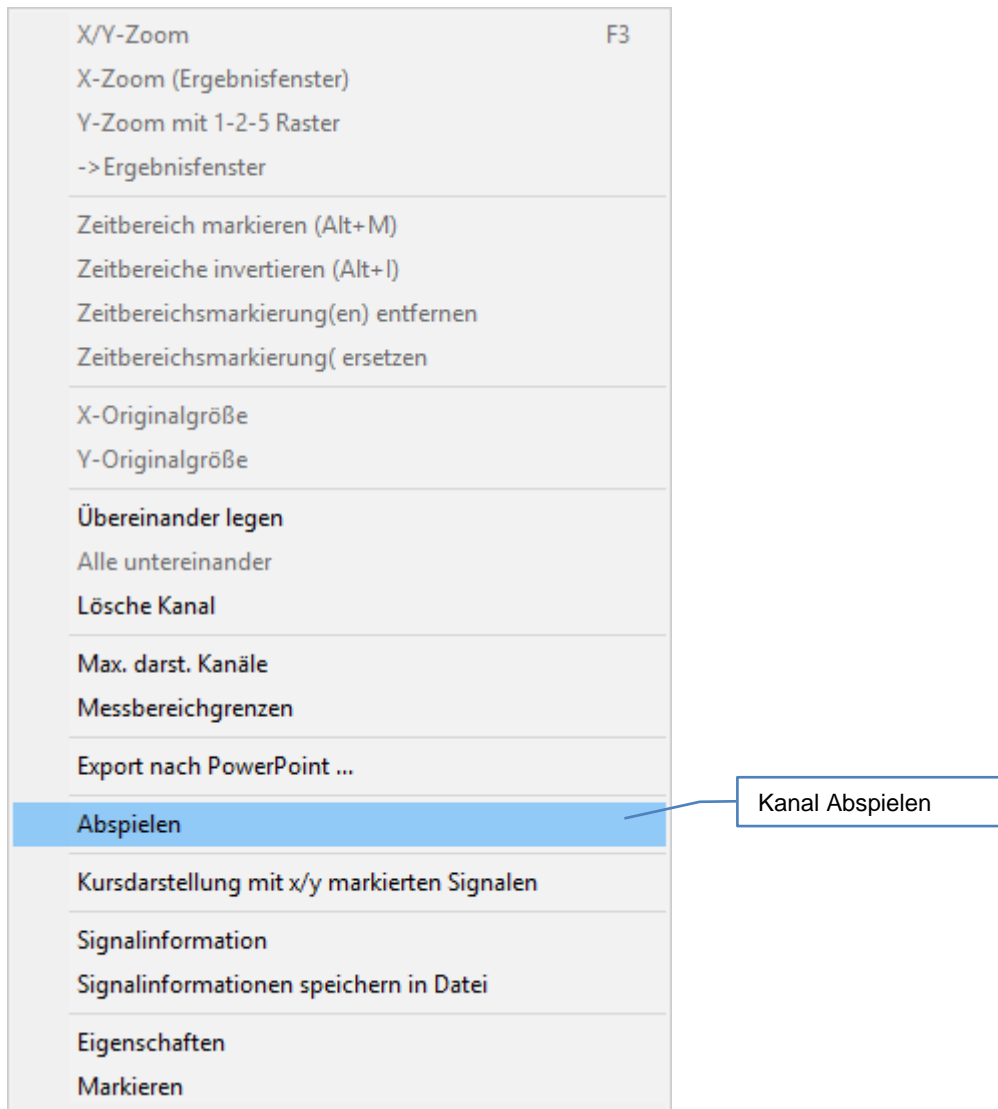 X/Y-Zoom F3
X-Zoom (Ergebnisfenster)
Y-Zoom mit 1-2-5 Raster
->Ergebnisfenster
Zeitbereich markieren (Alt+M)
Zeitbereiche invertieren (Alt+I)
Zeitbereichsmarkierung(en) entfernen
Zeitbereichsmarkierung( ersetzen
X-Originalgröße
Y-Originalgröße
Übereinander legen
Alle untereinander
Lösche Kanal
Max. darst. Kanäle
Messbereichgrenzen
Export nach PowerPoint ...
Abspielen
Kanal Abspielen
Kursdarstellung mit x/y markierten Signalen
Signalinformation
Signalinformationen speichern in Datei
Eigenschaften
Markieren